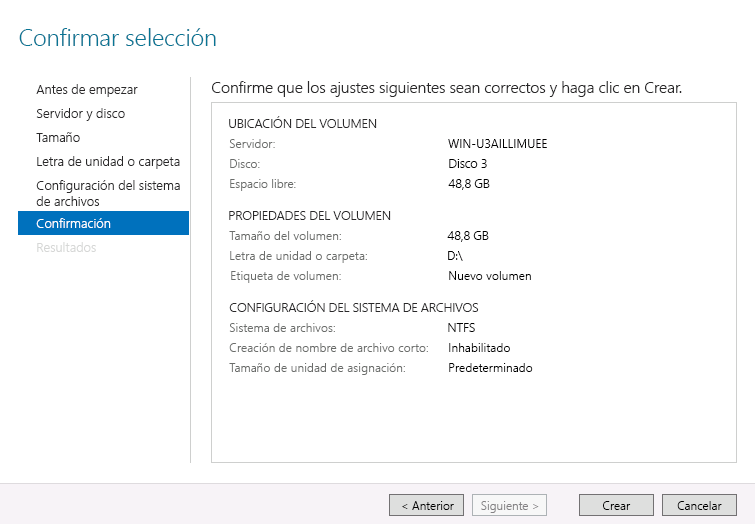 Confirmar selección
Antes de empezar
Servidor y disco
Tamaño
Letra de unidad o carpeta
Configuración del sistema
de archivos
Confirmación
Resultados
Confirme que los ajustes siguientes sean correctos y haga clic en Crear.
UBICACIÓN DEL VOLUMEN
Servidor: WIN-U3AILLIMUEE
Disco: Disco 3
Espacio libre: 48,8 GB
PROPIEDADES DEL VOLUMEN
Tamaño del volumen: 48,8 GB
Letra de unidad o carpeta: D:\
Etiqueta de volumen: Nuevo volumen
CONFIGURACIÓN DEL SISTEMA DE ARCHIVOS
Sistema de archivos: NTFS
Creación de nombre de archivo corto: Inhabilitado
Tamaño de unidad de asignación: Predeterminado
< Anterior Siguiente > Crear Cancelar